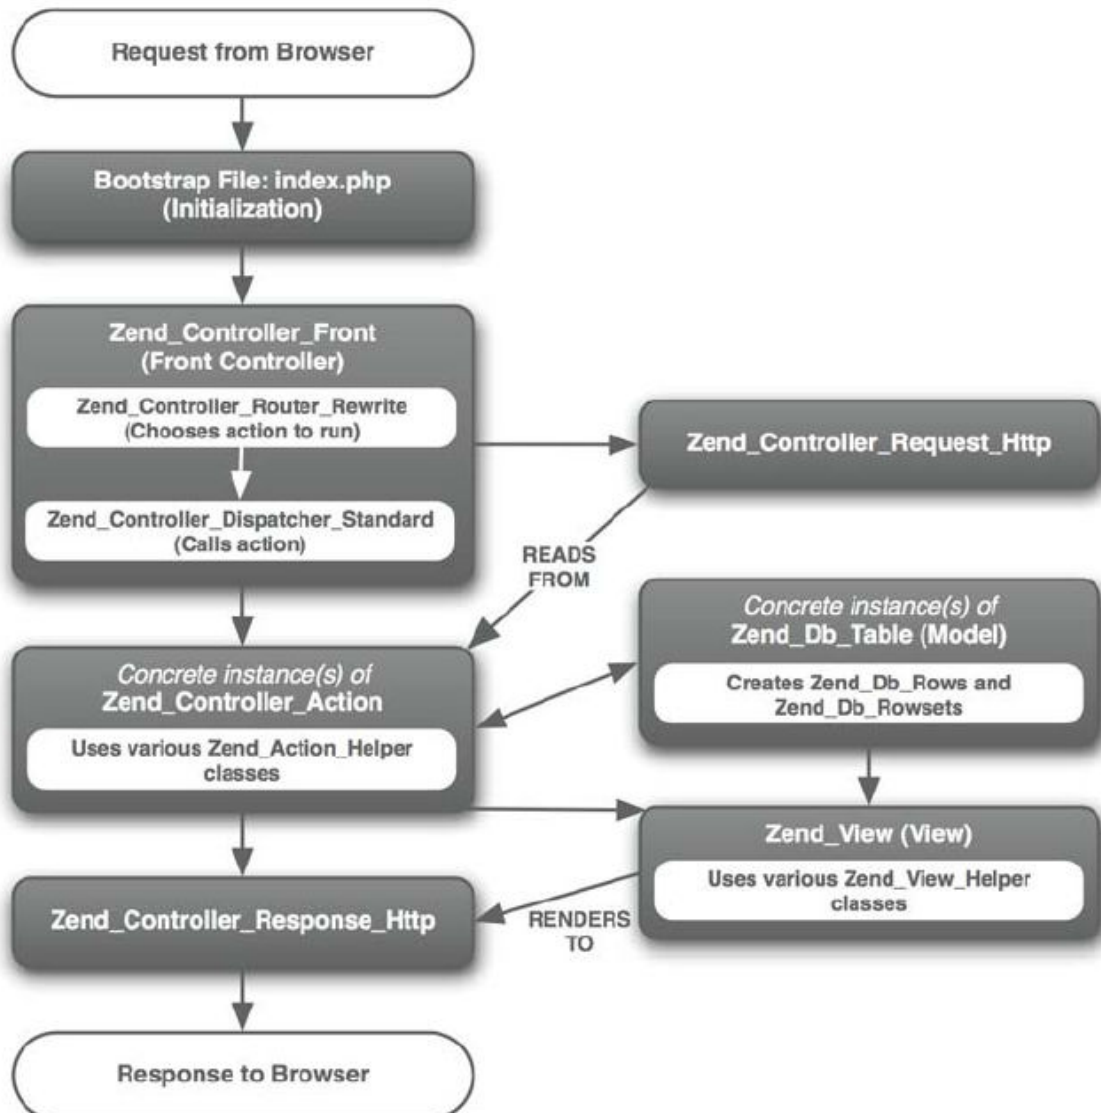 Request from Browser
Bootstrap File: index.php
(Initialization)
Zend_Controller_Front
(Front Controller)
Zend_Controller_Router_Rewrite
(Chooses action to run)
Zend_Controller_Dispatcher_Standard
(Calls action)
Zend_Controller_Request_Http
READS
FROM
Concrete instance(s) of
Zend_Controller_Action
Uses various Zend_Action_Helper
classes
Concrete instance(s) of
Zend_Db_Table (Model)
Creates Zend_Db_Rows and
Zend_Db_Rowsets
Zend_View (View)
Uses various Zend_View_Helper
classes
RENDERS
TO
Zend_Controller_Response_Http
Response to Browser